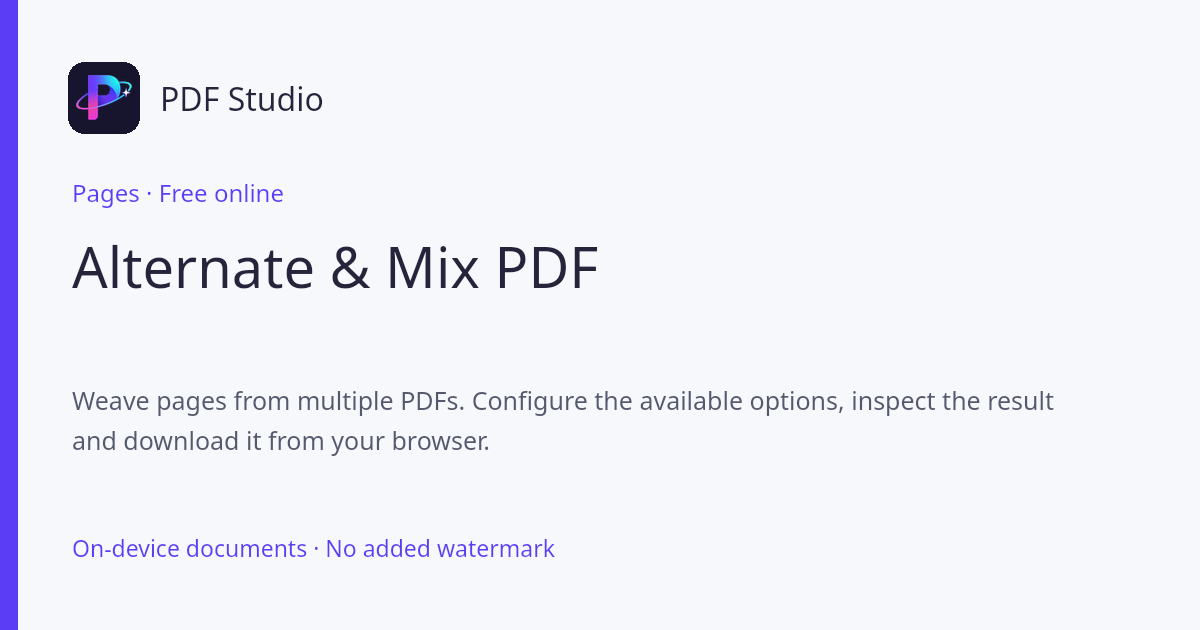 PDF Studio
Pages · Free online
Alternate & Mix PDF
Weave pages from multiple PDFs. Configure the available options, inspect the result
and download it from your browser.
On-device documents · No added watermark